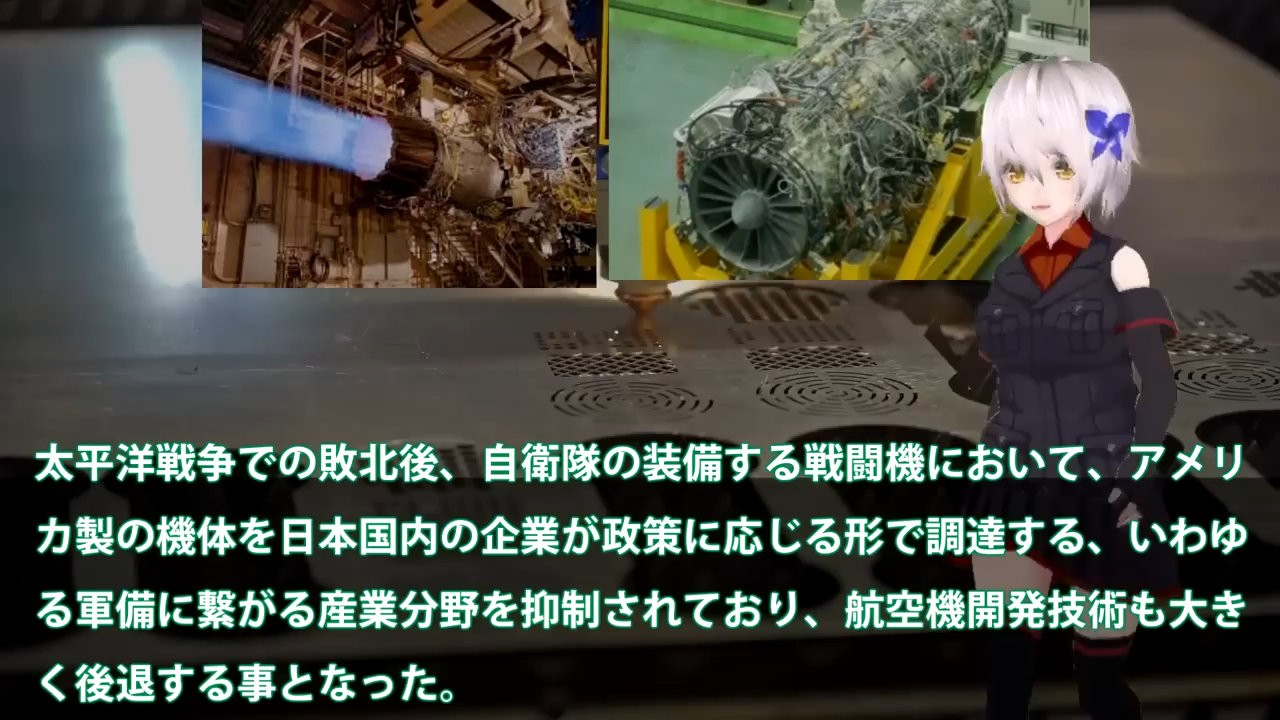 太平洋戦争での敗北後、自衛隊の装備する戦闘機において、アメリ
カ製の機体を日本国内の企業が政策に応じる形で調達する、いわゆ
る軍備に繋がる産業分野を抑制されており、航空機開発技術も大き
く後退する事となった。